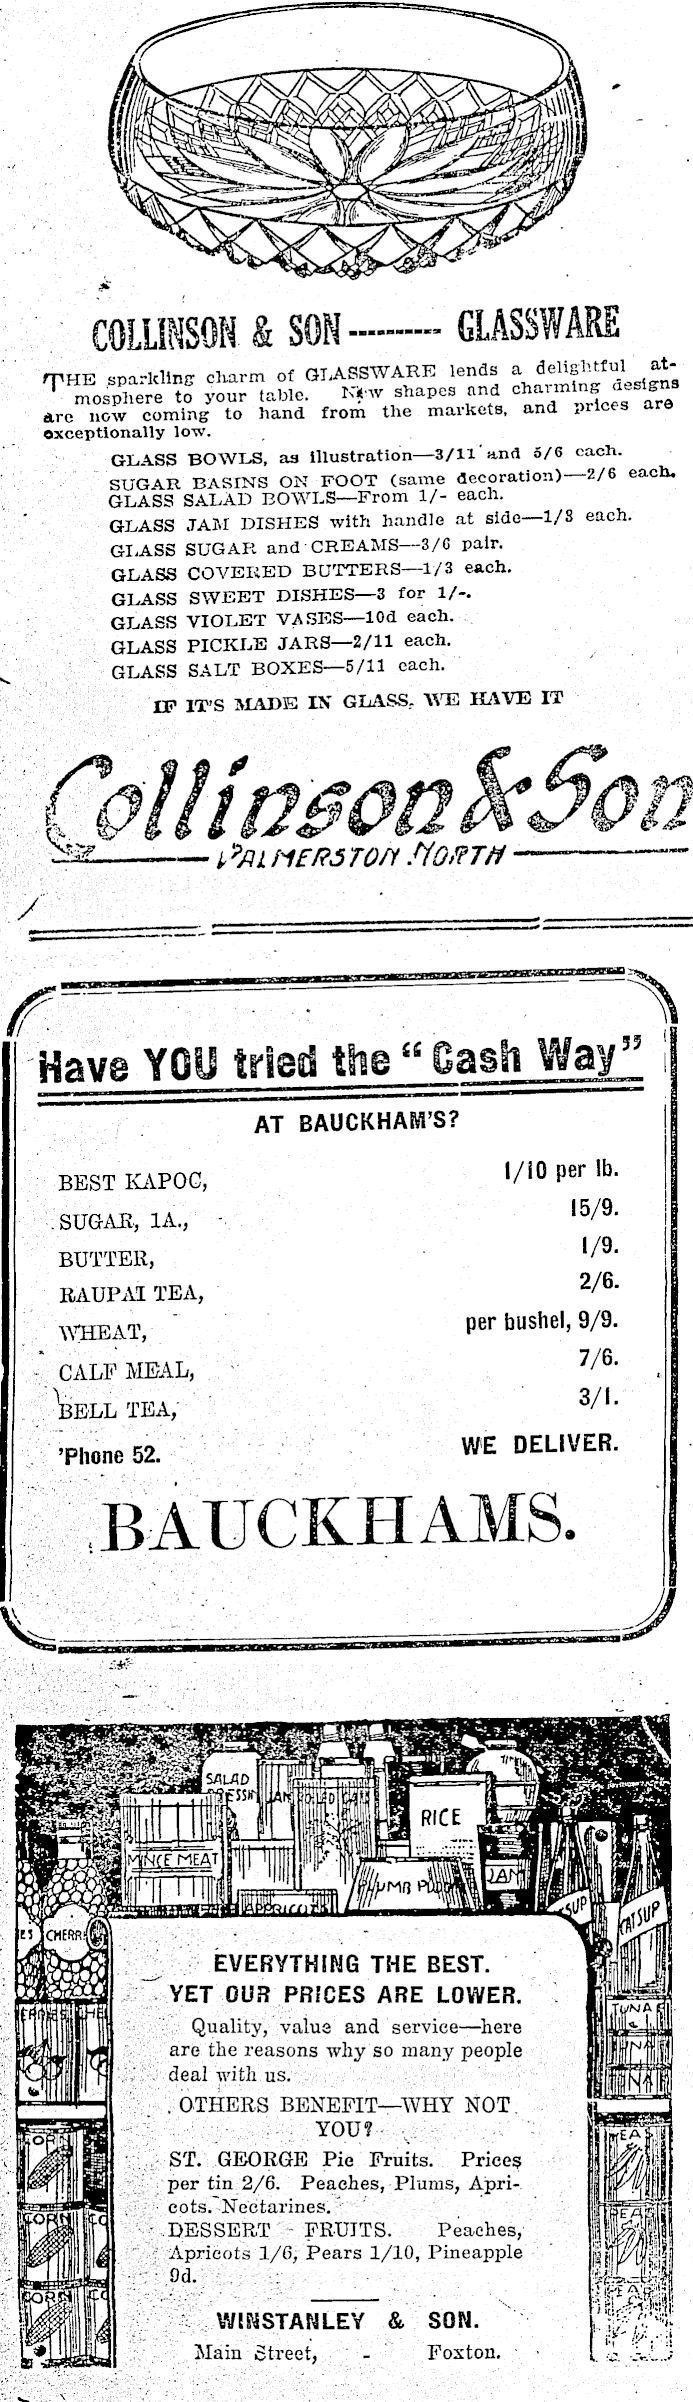 COLLINSON & SON ---------- GLASSWARE
THE sparkling charm of GLASSWARE lends a delightful at-
mosphere to your table. New shapes and charming designs
are now coming to hand from the markets, and prices are
exceptionally low.
GLASS BOWLS, as illustration—3/11 and 5/6 each.
SUGAR BASINS ON FOOT (same decoration)—2/6 each.
GLASS SALAD BOWLS—From 1/- each.
GLASS JAM DISHES with handle at side—1/3 each.
GLASS SUGAR and CREAMS—3/6 pair.
GLASS COVERED BUTTERS—1/3 each.
GLASS SWEET DISHES—3 for 1/-.
GLASS VIOLET VASES—10d each.
GLASS PICKLE JARS—2/11 each.
GLASS SALT BOXES—5/11 each.
IF IT'S MADE IN GLASS, WE HAVE IT
Collinson & Son
PALMERSTON NORTH
Have YOU tried the "Cash Way"
AT BAUCKHAM'S?
BEST KAPOC, 1/10 per lb.
SUGAR, 1A., 15/9.
BUTTER, 1/9.
RAUPAI TEA, 2/6.
WHEAT, per bushel, 9/9.
CALF MEAL, 7/6.
BELL TEA, 3/1.
'Phone 52. WE DELIVER.
BAUCKHAMS.
SALAD
JAM
RICE
MINCE MEAT
PLUMB PUDD
JAM
APPRICOTS
CATSUP
CHERRI
TUNA
CORN
PEAS
CORN
PEAS
CORN
PEAS
EVERYTHING THE BEST.
YET OUR PRICES ARE LOWER.
Quality, value and service—here
are the reasons why so many people
deal with us.
OTHERS BENEFIT—WHY NOT
YOU?
ST. GEORGE Pie Fruits. Prices
per tin 2/6. Peaches, Plums, Apri-
cots. Nectarines.
DESSERT FRUITS. Peaches,
Apricots 1/6, Pears 1/10, Pineapple
9d.
WINSTANLEY & SON.
Main Street, - Foxton.